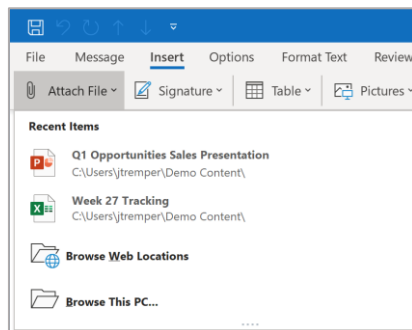 File Message Insert Options Format Text Review
Attach File Signature Table Pictures
Recent Items
Q1 Opportunities Sales Presentation
C:\Users\jtremper\Demo Content\
Week 27 Tracking
C:\Users\jtremper\Demo Content\
Browse Web Locations
Browse This PC...